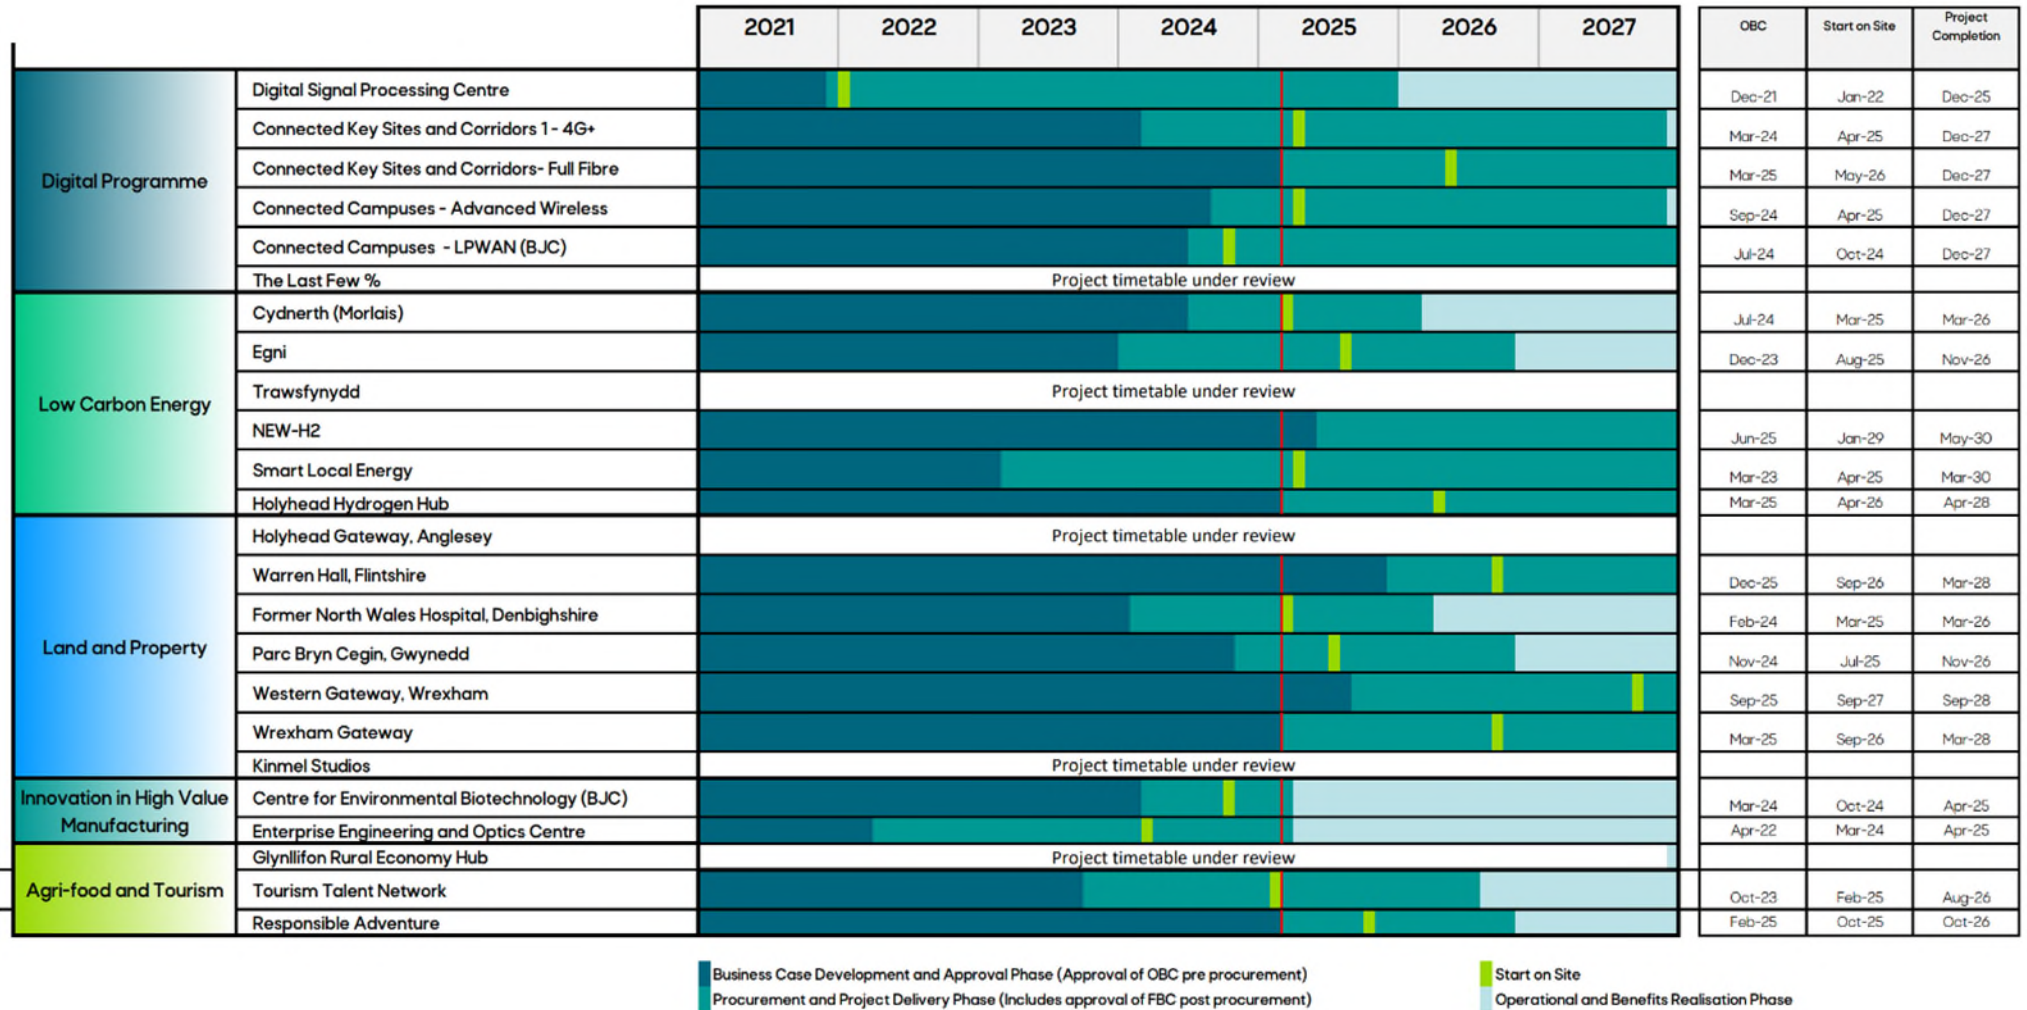 2021 2022 2023 2024 2025 2026 2027 OBC Start on Site Project
Completion
Digital Programme
Digital Signal Processing Centre Dec-21 Jan-22 Dec-25
Connected Key Sites and Corridors 1 - 4G+ Mar-24 Apr-25 Dec-27
Connected Key Sites and Corridors- Full Fibre Mar-25 May-26 Dec-27
Connected Campuses - Advanced Wireless Sep-24 Apr-25 Dec-27
Connected Campuses - LPWAN (BJC) Jul-24 Oct-24 Dec-27
The Last Few % Project timetable under review
Low Carbon Energy
Cydnerth (Morlais) Jul-24 Mar-25 Mar-26
Egni Dec-23 Aug-25 Nov-26
Trawsfynydd Project timetable under review
NEW-H2 Jun-25 Jan-29 May-30
Smart Local Energy Mar-23 Apr-25 Mar-30
Holyhead Hydrogen Hub Mar-25 Apr-26 Apr-28
Land and Property
Holyhead Gateway, Anglesey Project timetable under review
Warren Hall, Flintshire Dec-25 Sep-26 Mar-28
Former North Wales Hospital, Denbighshire Feb-24 Mar-25 Mar-26
Parc Bryn Cegin, Gwynedd Nov-24 Jul-25 Nov-26
Western Gateway, Wrexham Sep-25 Sep-27 Sep-28
Wrexham Gateway Mar-25 Sep-26 Mar-28
Kinmel Studios Project timetable under review
Innovation in High Value
Manufacturing
Centre for Environmental Biotechnology (BJC) Mar-24 Oct-24 Apr-25
Enterprise Engineering and Optics Centre Apr-22 Mar-24 Apr-25
Agri-food and Tourism
Glynllifon Rural Economy Hub Project timetable under review
Tourism Talent Network Oct-23 Feb-25 Aug-26
Responsible Adventure Feb-25 Oct-25 Oct-26
Business Case Development and Approval Phase (Approval of OBC pre procurement) Start on Site
Procurement and Project Delivery Phase (Includes approval of FBC post procurement) Operational and Benefits Realisation Phase